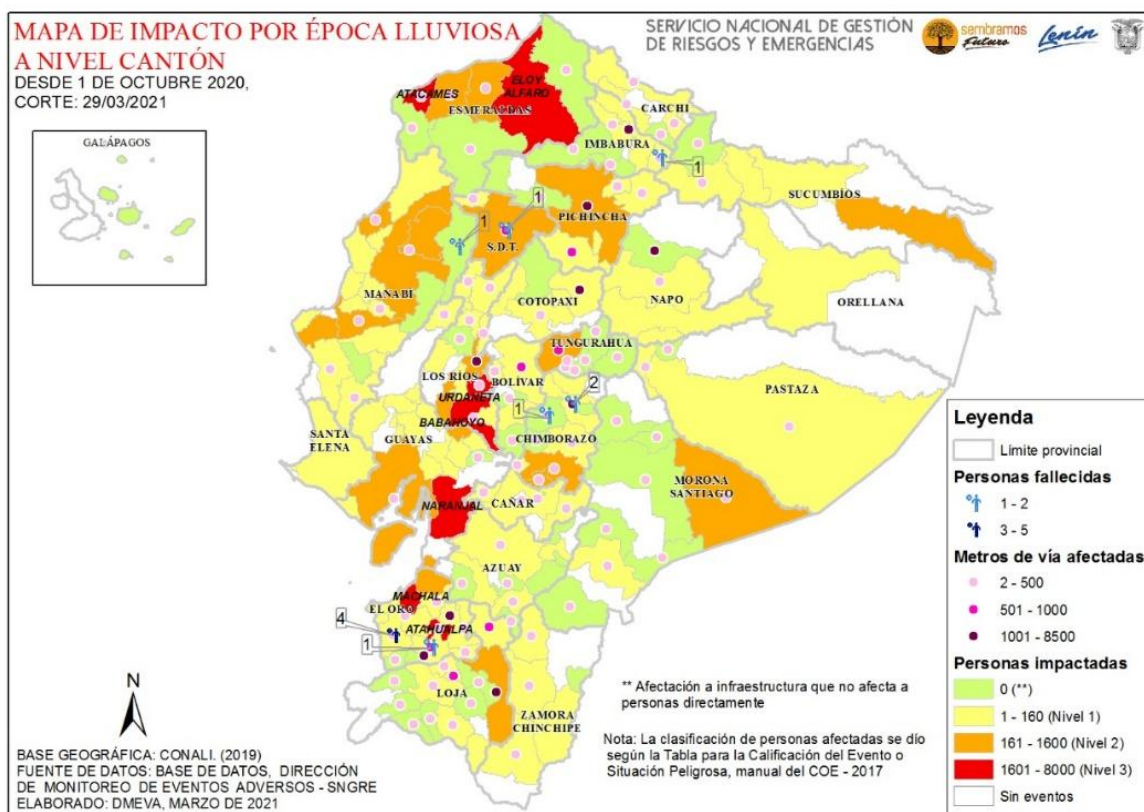 MAPA DE IMPACTO POR ÉPOCA LLUVIOSA
A NIVEL CANTÓN
DESDE 1 DE OCTUBRE 2020,
CORTE: 29/03/2021
SERVICIO NACIONAL DE GESTIÓN
DE RIESGOS Y EMERGENCIAS
sembramos
Futuro
Lenín
GALÁPAGOS
ATACAMES
ELOY
ALFARO
ESMERALDAS
CARCHI
IMBABURA
1
SUCUMBÍOS
PICHINCHA
1
1
S.D.T.
MANABÍ
COTOPAXI
NAPO
ORELLANA
TUNGURAHUA
LOS RÍOS
BOLÍVAR
PASTAZA
URDANETA
2
1
BABAHOYO
SANTA
ELENA
GUAYAS
CHIMBORAZO
MORONA
SANTIAGO
NARANJAL
CAÑAR
AZUAY
MACHALA
EL ORO
4
ATAHUALPA
1
LOJA
ZAMORA
CHINCHIPE
Leyenda
Límite provincial
Personas fallecidas
1 - 2
3 - 5
Metros de vía afectadas
2 - 500
501 - 1000
1001 - 8500
Personas impactadas
0 (**)
1 - 160 (Nivel 1)
161 - 1600 (Nivel 2)
1601 - 8000 (Nivel 3)
Sin eventos
** Afectación a infraestructura que no afecta a
personas directamente
Nota: La clasificación de personas afectadas se dío
según la Tabla para la Calificación del Evento o
Situación Peligrosa, manual del COE - 2017
N
BASE GEOGRÁFICA: CONALI. (2019)
FUENTE DE DATOS: BASE DE DATOS, DIRECCIÓN
DE MONITOREO DE EVENTOS ADVERSOS - SNGRE
ELABORADO: DMEVA, MARZO DE 2021